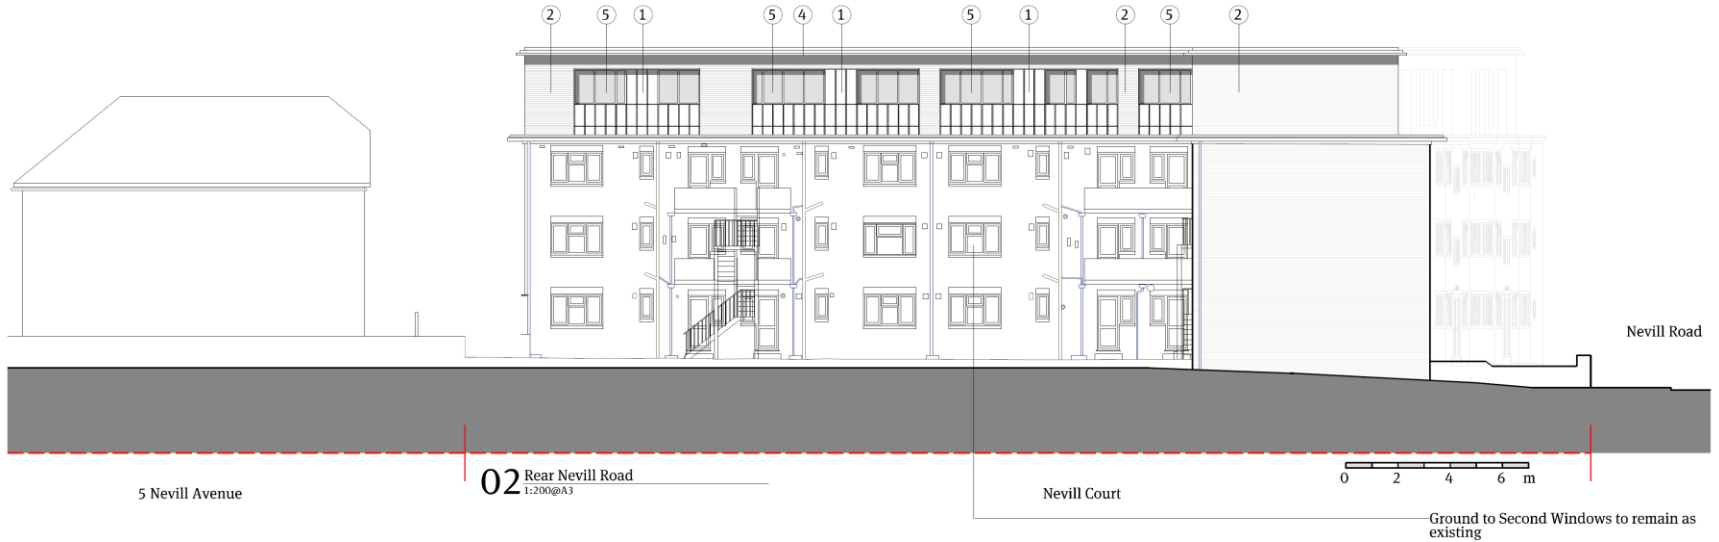 2 5 1 5 4 1 5 1 2 5 2
Nevill Road
02 Rear Nevill Road
1:200@A3
0 2 4 6 m
5 Nevill Avenue
Nevill Court
Ground to Second Windows to remain as
existing